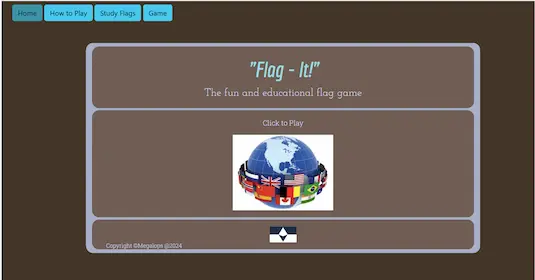 Home
How to Play
Study Flags
Game
"Flag - It!"
The fun and educational flag game
Click to Play
Copyright ©Megalops @2024